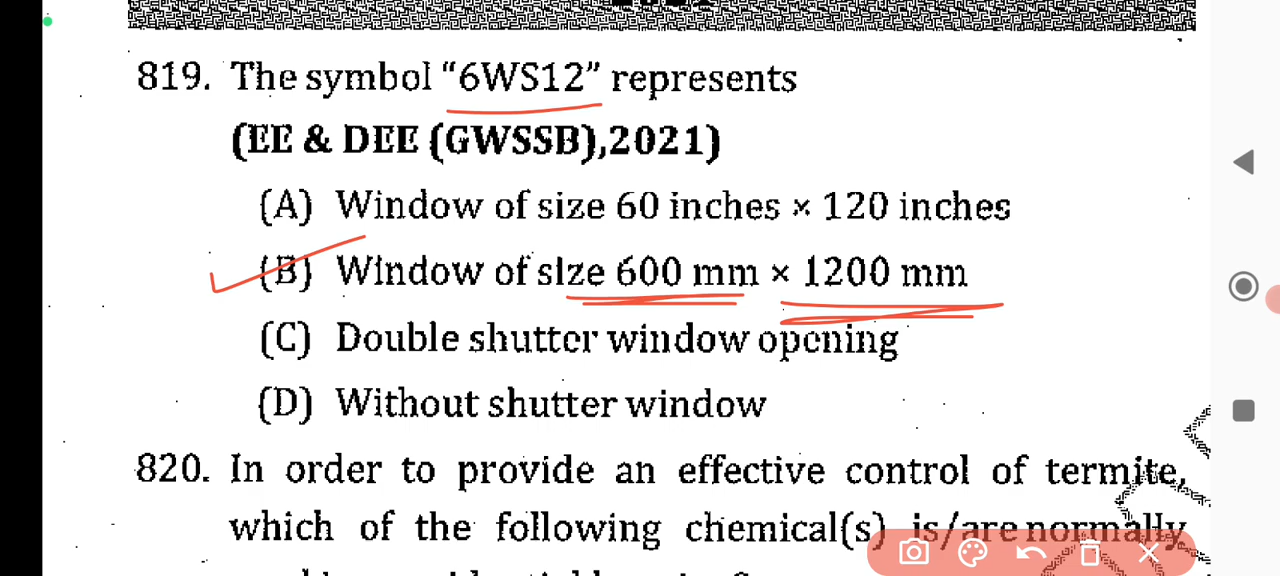 819. The symbol "6WS12" represents
(EE & DEE (GWSSB),2021)
(A) Window of size 60 inches × 120 inches
(B) Window of size 600 mm × 1200 mm
(C) Double shutter window opening
(D) Without shutter window
820. In order to provide an effective control of termite,
which of the following chemical(s) is/are normally